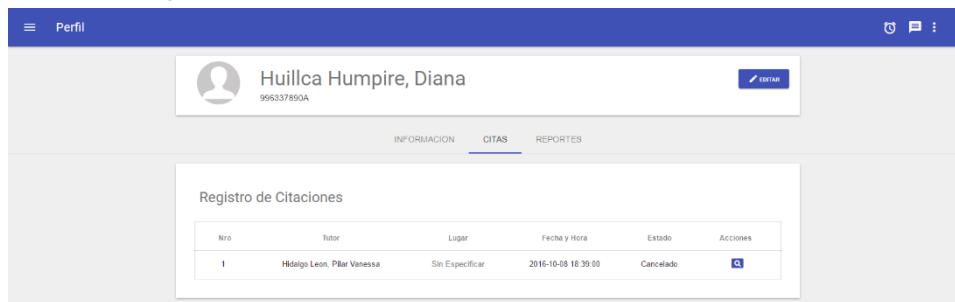 Perfil
Huillca Humpire, Diana
996337890A
EDITAR
INFORMACION CITAS REPORTES
Registro de Citaciones
Nro Tutor Lugar Fecha y Hora Estado Acciones
1 Hidalgo Leon, Pilar Vanessa Sin Especificar 2016-10-08 18:39:00 Cancelado